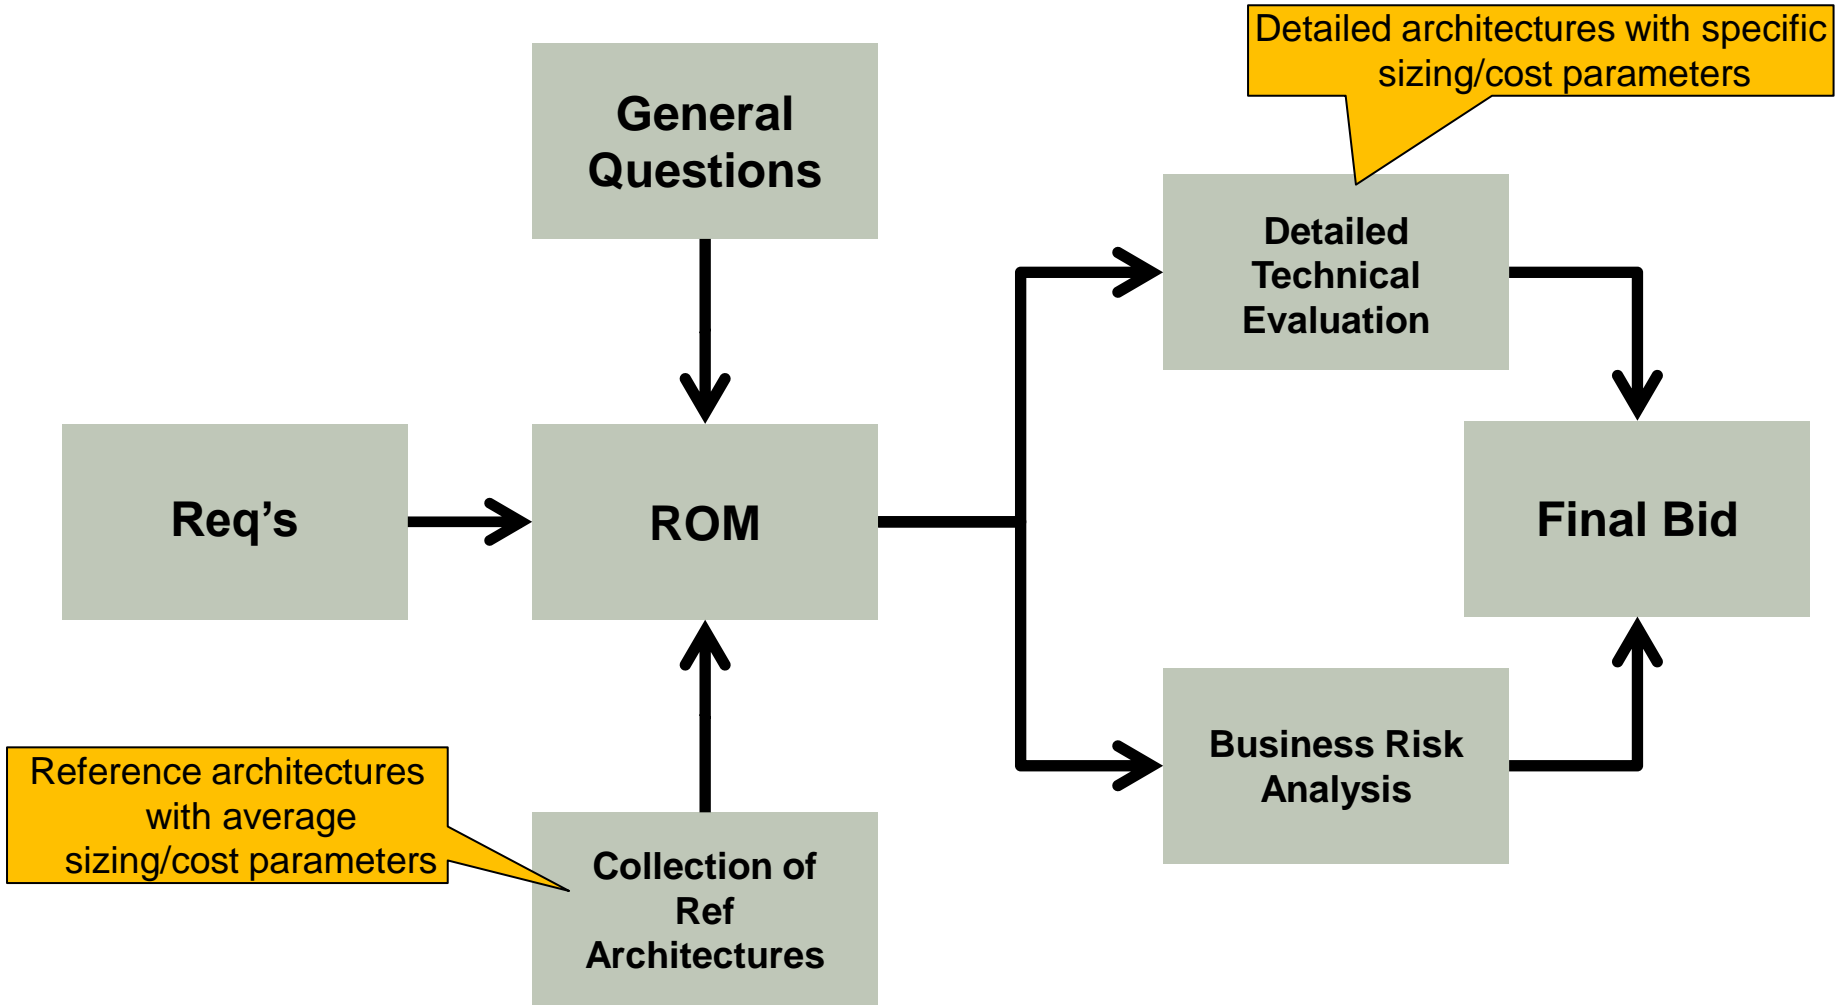 Detailed architectures with specific
sizing/cost parameters
General
Questions
Detailed
Technical
Evaluation
Req’s
ROM
Final Bid
Reference architectures
with average
sizing/cost parameters
Business Risk
Analysis
Collection of
Ref
Architectures